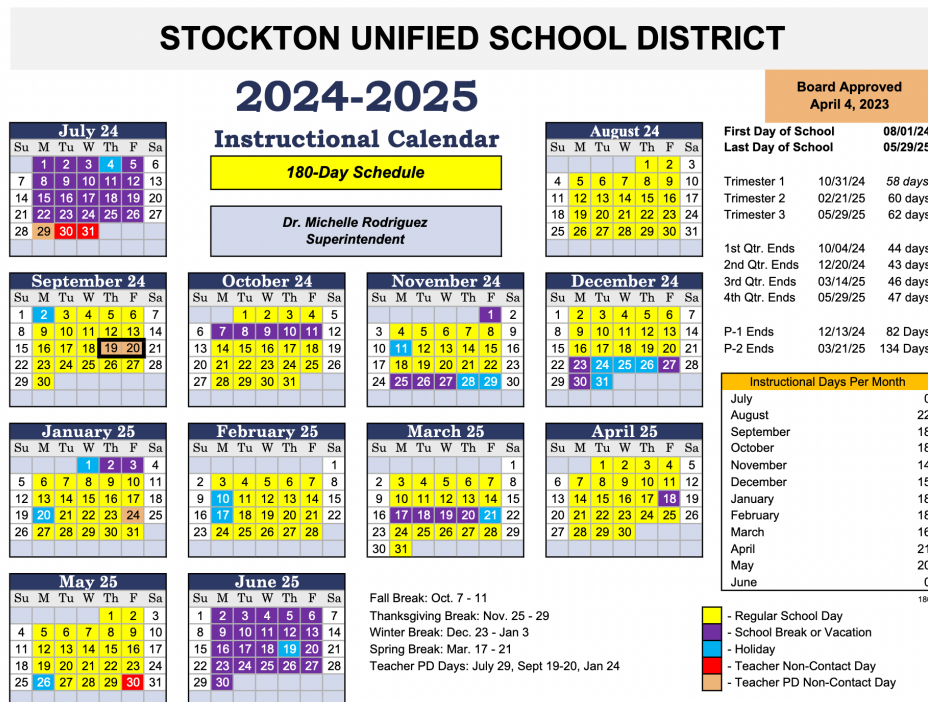 STOCKTON UNIFIED SCHOOL DISTRICT
2024-2025
Instructional Calendar
180-Day Schedule
Dr. Michelle Rodriguez
Superintendent
Board Approved
April 4, 2023
First Day of School 08/01/24
Last Day of School 05/29/25
Trimester 1 10/31/24 58 days
Trimester 2 02/21/25 60 days
Trimester 3 05/29/25 62 days
1st Qtr. Ends 10/04/24 44 days
2nd Qtr. Ends 12/20/24 43 days
3rd Qtr. Ends 03/14/25 46 days
4th Qtr. Ends 05/29/25 47 days
P-1 Ends 12/13/24 82 Days
P-2 Ends 03/21/25 134 Days
July 24
Su M Tu W Th F Sa
1 2 3 4 5 6
7 8 9 10 11 12 13
14 15 16 17 18 19 20
21 22 23 24 25 26 27
28 29 30 31
August 24
Su M Tu W Th F Sa
1 2 3
4 5 6 7 8 9 10
11 12 13 14 15 16 17
18 19 20 21 22 23 24
25 26 27 28 29 30 31
September 24
Su M Tu W Th F Sa
1 2 3 4 5 6 7
8 9 10 11 12 13 14
15 16 17 18 19 20 21
22 23 24 25 26 27 28
29 30
October 24
Su M Tu W Th F Sa
1 2 3 4 5
6 7 8 9 10 11 12
13 14 15 16 17 18 19
20 21 22 23 24 25 26
27 28 29 30 31
November 24
Su M Tu W Th F Sa
1 2
3 4 5 6 7 8 9
10 11 12 13 14 15 16
17 18 19 20 21 22 23
24 25 26 27 28 29 30
December 24
Su M Tu W Th F Sa
1 2 3 4 5 6 7
8 9 10 11 12 13 14
15 16 17 18 19 20 21
22 23 24 25 26 27 28
29 30 31
January 25
Su M Tu W Th F Sa
1 2 3 4
5 6 7 8 9 10 11
12 13 14 15 16 17 18
19 20 21 22 23 24 25
26 27 28 29 30 31
February 25
Su M Tu W Th F Sa
1
2 3 4 5 6 7 8
9 10 11 12 13 14 15
16 17 18 19 20 21 22
23 24 25 26 27 28
March 25
Su M Tu W Th F Sa
1
2 3 4 5 6 7 8
9 10 11 12 13 14 15
16 17 18 19 20 21 22
23 24 25 26 27 28 29
30 31
April 25
Su M Tu W Th F Sa
1 2 3 4 5
6 7 8 9 10 11 12
13 14 15 16 17 18 19
20 21 22 23 24 25 26
27 28 29 30
May 25
Su M Tu W Th F Sa
1 2 3
4 5 6 7 8 9 10
11 12 13 14 15 16 17
18 19 20 21 22 23 24
25 26 27 28 29 30 31
June 25
Su M Tu W Th F Sa
1 2 3 4 5 6 7
8 9 10 11 12 13 14
15 16 17 18 19 20 21
22 23 24 25 26 27 28
29 30
Instructional Days Per Month
July 0
August 22
September 18
October 18
November 14
December 15
January 18
February 18
March 16
April 21
May 20
June 0
Fall Break: Oct. 7 - 11
Thanksgiving Break: Nov. 25 - 29
Winter Break: Dec. 23 - Jan 3
Spring Break: Mar. 17 - 21
Teacher PD Days: July 29, Sept 19-20, Jan 24
- Regular School Day
- School Break or Vacation
- Holiday
- Teacher Non-Contact Day
- Teacher PD Non-Contact Day